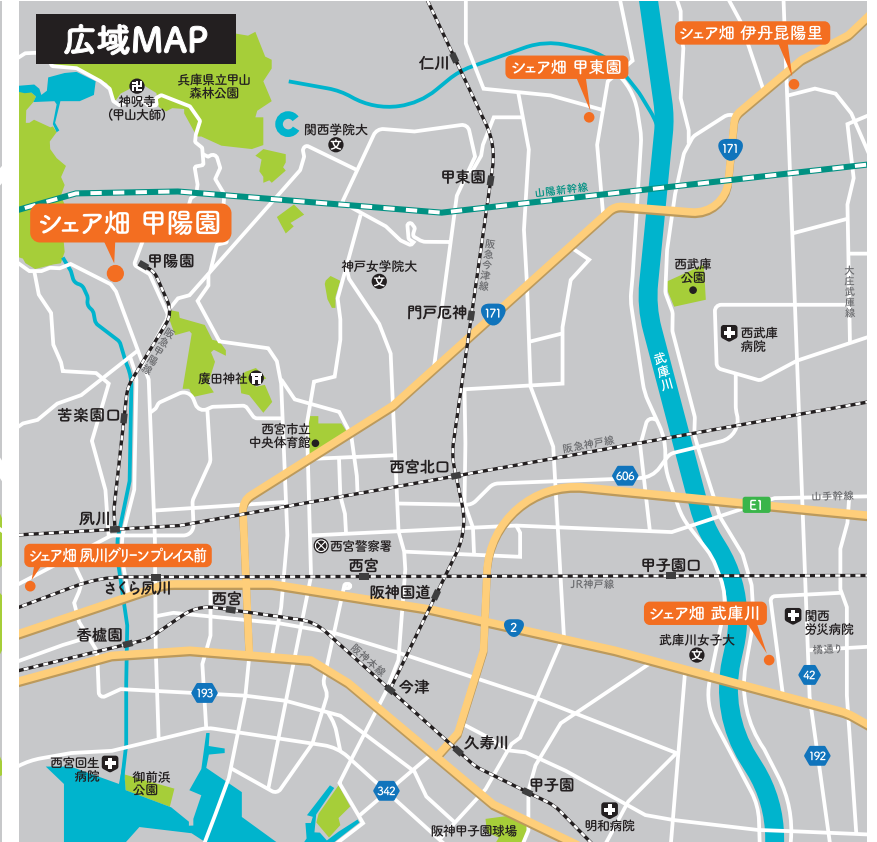 広域MAP
シェア畑 伊丹昆陽里
シェア畑 甲東園
仁川
兵庫県立甲山
森林公園
神呪寺
(甲山大師)
関西学院大
文
171
甲東園
山陽新幹線
シェア畑 甲陽園
甲陽園
神戸女学院大
文
阪急今津線
西武庫
公園
大庄武庫線
門戸厄神
171
西武庫
病院
阪急甲陽線
武庫川
廣田神社
苦楽園口
西宮市立
中央体育館
阪急神戸線
西宮北口
606
山手幹線
E1
夙川
シェア畑 夙川グリーンプレイス前
西宮警察署
西宮
甲子園口
さくら夙川
JR神戸線
阪神国道
西宮
シェア畑 武庫川
関西
労災病院
2
香櫨園
武庫川女子大
文
橘通り
阪神本線
今津
42
193
久寿川
192
西宮回生
病院
御前浜
公園
342
甲子園
阪神甲子園球場
明和病院